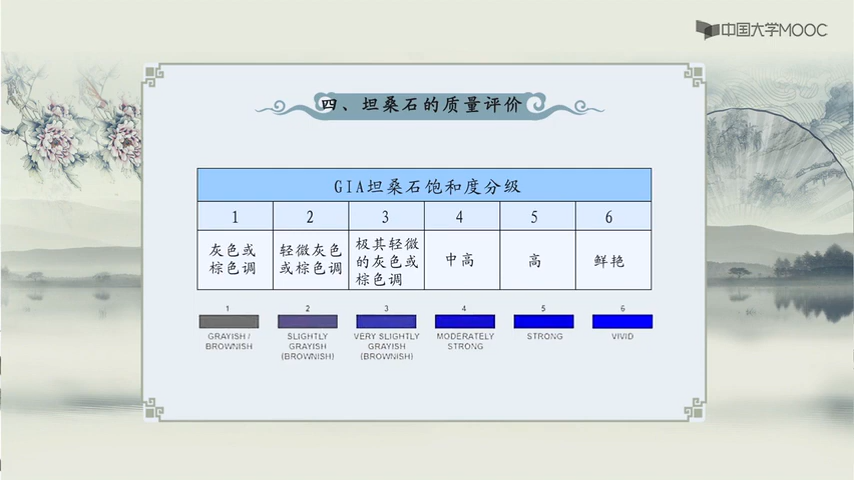 中国大学MOOC
四、坦桑石的质量评价
GIA坦桑石饱和度分级
1 2 3 4 5 6
灰色或
棕色调
轻微灰色
或棕色调
极其轻微
的灰色或
棕色调
中高
高
鲜艳
1 2 3 4 5 6
GRAYISH /
BROWNISH
SLIGHTLY
GRAYISH
(BROWNISH)
VERY SLIGHTLY
GRAYISH
(BROWNISH)
MODERATELY
STRONG
STRONG
VIVID